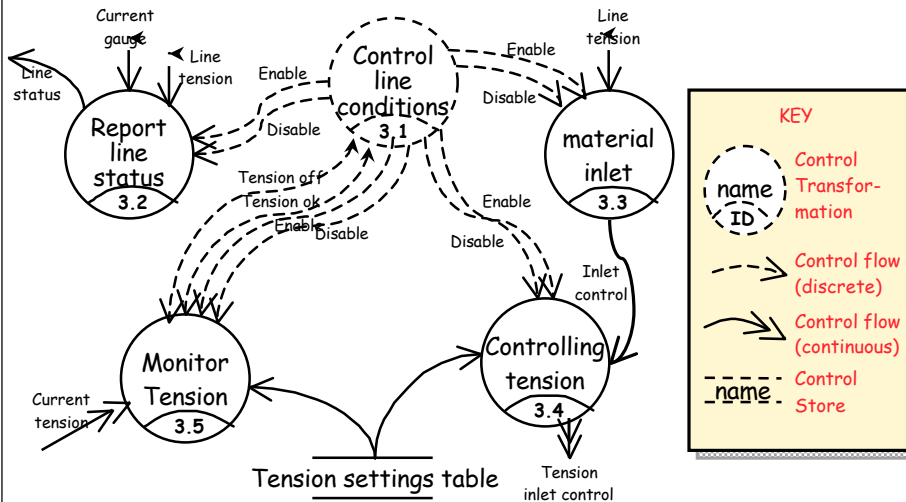 Current
gauge
Line
tension
Line
status
Report
line
status
3.2
Enable
Disable
Control
line
conditions
3.1
Enable
Disable
Line
tension
material
inlet
3.3
Tension off
Tension ok
Enable
Disable
Enable
Disable
Inlet
control
Monitor
Tension
3.5
Current
tension
Controlling
tension
3.4
Tension settings table
Tension
inlet control
KEY
name
ID
Control
Transfor-
mation
Control flow
(discrete)
Control flow
(continuous)
name
Control
Store